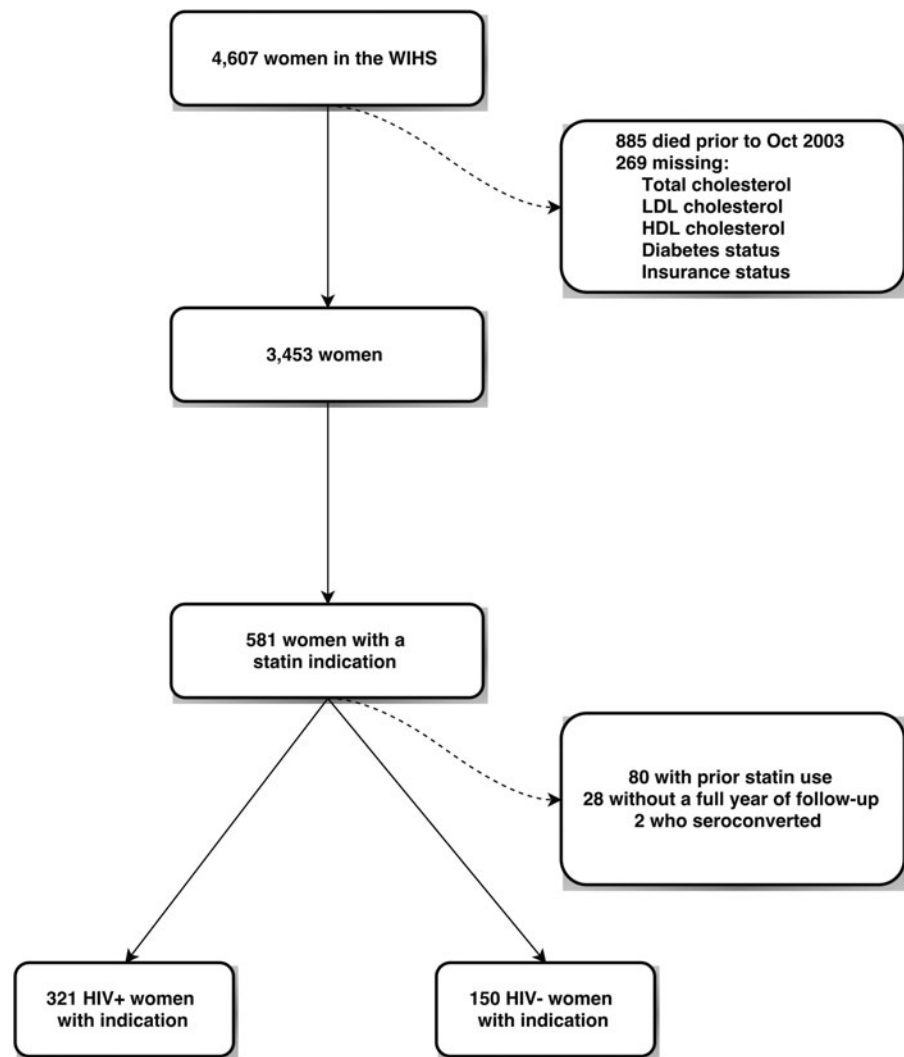 4,607 women in the WIHS
885 died prior to Oct 2003
269 missing:
Total cholesterol
LDL cholesterol
HDL cholesterol
Diabetes status
Insurance status
3,453 women
581 women with a
statin indication
80 with prior statin use
28 without a full year of follow-up
2 who seroconverted
321 HIV+ women
with indication
150 HIV- women
with indication